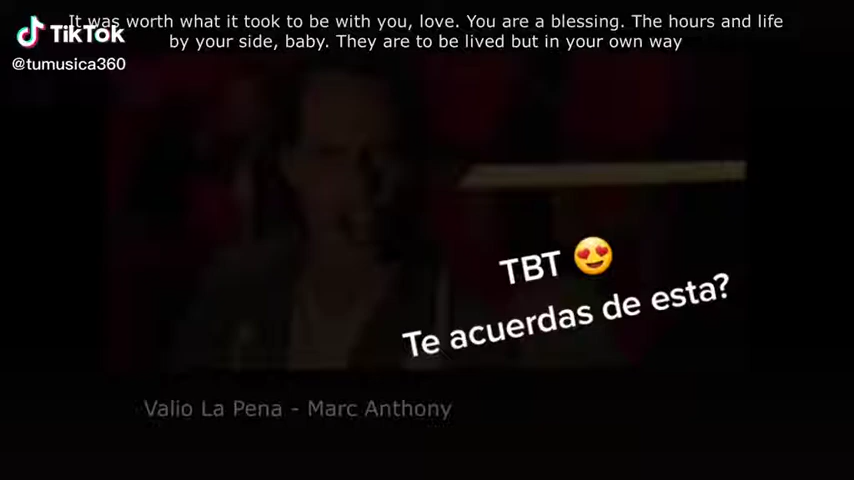 It was worth what it took to be with you, love. You are a blessing. The hours and life
by your side, baby. They are to be lived but in your own way
TikTok
@tumusica360
TBT 😍
Te acuerdas de esta?
Valio La Pena - Marc Anthony